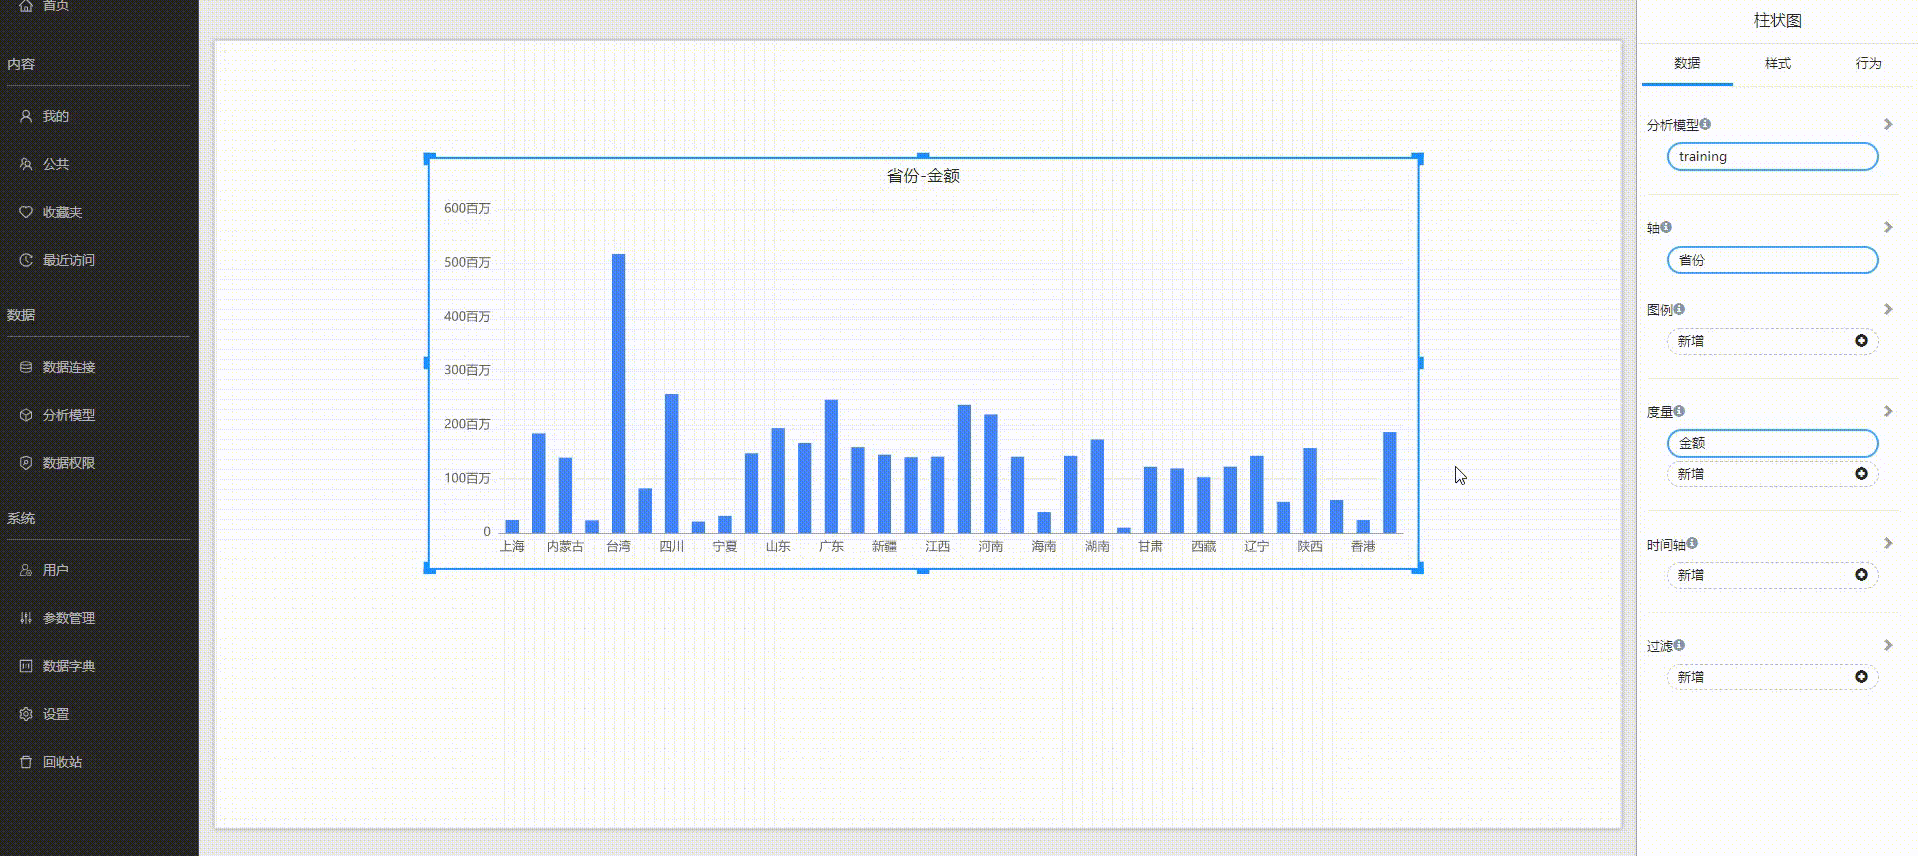 首页
内容
我的
公共
收藏夹
最近访问
数据
数据连接
分析模型
数据权限
系统
用户
参数管理
数据字典
设置
回收站
省份-金额
600百万
500百万
400百万
300百万
200百万
100百万
0
上海 内蒙古 台湾 四川 宁夏 山东 广东 新疆 江西 河南 海南 湖南 甘肃 西藏 辽宁 陕西 香港
柱状图
数据 样式 行为
分析模型
training
轴
省份
图例
新增
度量
金额
新增
时间轴
新增
过滤
新增